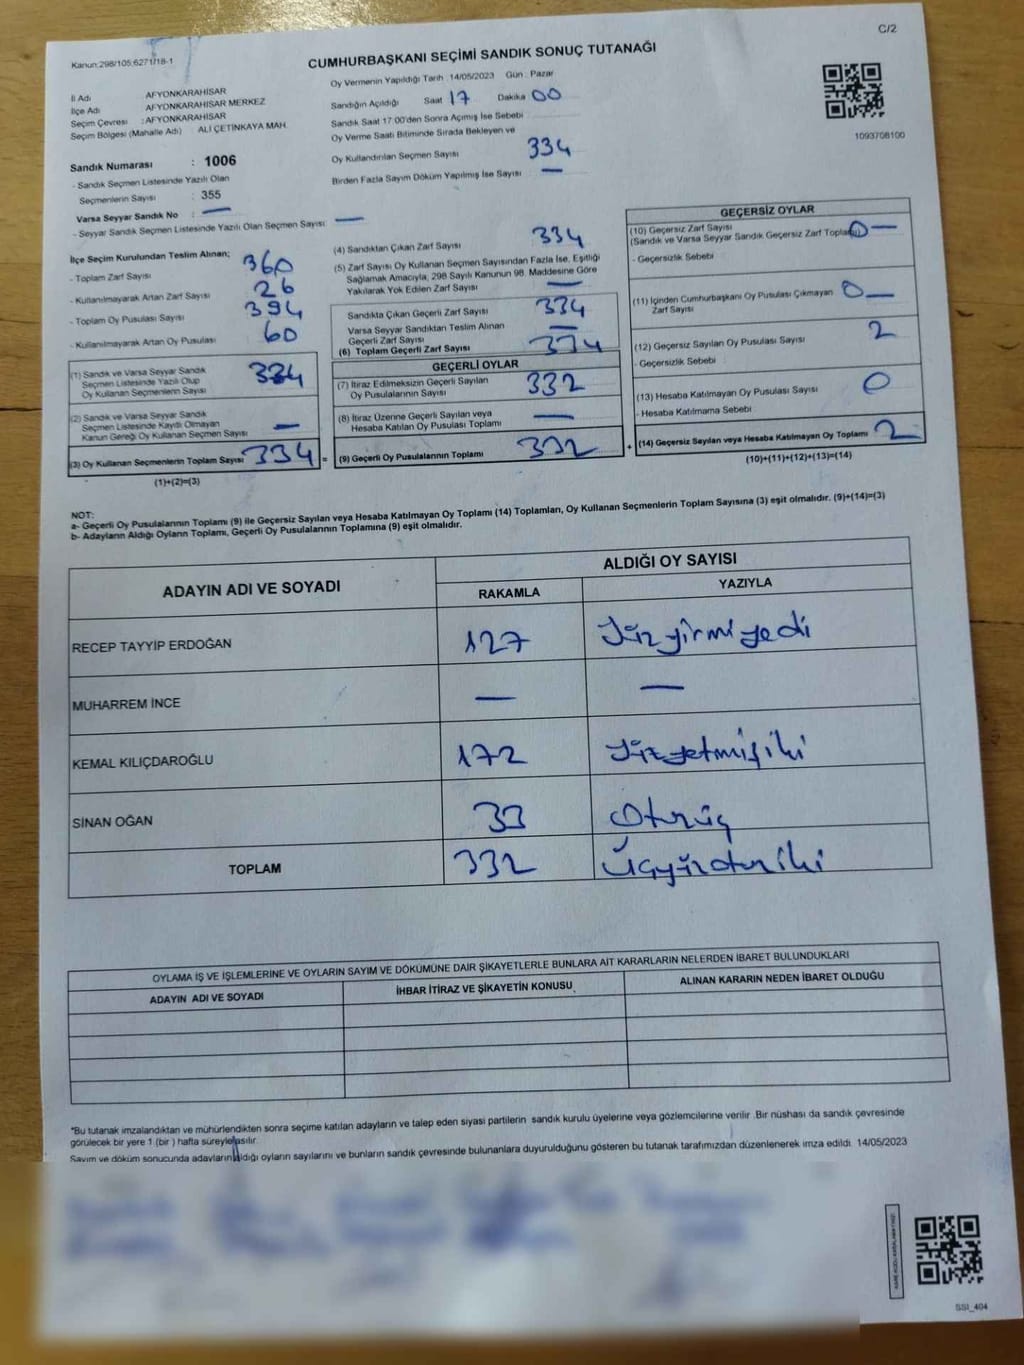 C/2
Kanun:298/105,6271/18-1
CUMHURBAŞKANI SEÇİMİ SANDIK SONUÇ TUTANAĞI
İl Adı AFYONKARAHİSAR
İlçe Adı AFYONKARAHİSAR MERKEZ
Seçim Çevresi : AFYONKARAHİSAR
Seçim Bölgesi (Mahalle Adı) ALİ ÇETİNKAYA MAH.
Oy Vermenin Yapıldığı Tarih : 14/05/2023 Gün : Pazar
Sandığın Açıldığı Saat 17 Dakika 00
Sandık Saat 17:00'den Sonra Açımış İse Sebebi
Oy Verme Saati Bitiminde Sırada Bekleyen ve
Oy Kullandırılan Seçmen Sayısı 334
Birden Fazla Sayım Döküm Yapılmış İse Sayısı —
1093708100
Sandık Numarası : 1006
- Sandık Seçmen Listesinde Yazılı Olan
Seçmenlerin Sayısı : 355
Varsa Seyyar Sandık No : —
- Seyyar Sandık Seçmen Listesinde Yazılı Olan Seçmen Sayısı —
İlçe Seçim Kurulundan Teslim Alınan;
- Toplam Zarf Sayısı 360
- Kullanılmayarak Artan Zarf Sayısı 26
- Toplam Oy Pusulası Sayısı 394
- Kullanılmayarak Artan Oy Pusulası 60
(1) Sandık ve Varsa Seyyar Sandık
Seçmen Listesinde Yazılı Olup
Oy Kullanan Seçmenlerin Sayısı 334
(2) Sandık ve Varsa Seyyar Sandık
Seçmen Listesinde Kayıtlı Olmayan
Kanun Gereği Oy Kullanan Seçmen Sayısı —
(3) Oy Kullanan Seçmenlerin Toplam Sayısı 334 =
(1)+(2)=(3)
(4) Sandıktan Çıkan Zarf Sayısı 334
(5) Zarf Sayısı Oy Kullanan Seçmen Sayısından Fazla İse, Eşitliği
Sağlamak Amacıyla, 298 Sayılı Kanunun 98. Maddesine Göre
Yakılarak Yok Edilen Zarf Sayısı —
Sandıkta Çıkan Geçerli Zarf Sayısı 334
Varsa Seyyar Sandıktan Teslim Alınan
Geçerli Zarf Sayısı —
(6) Toplam Geçerli Zarf Sayısı 334
GEÇERLİ OYLAR
(7) İtiraz Edilmeksizin Geçerli Sayılan
Oy Pusulalarının Sayısı 332
(8) İtiraz Üzerine Geçerli Sayılan veya
Hesaba Katılan Oy Pusulası Toplamı —
(9) Geçerli Oy Pusulalarının Toplamı 332 +
GEÇERSİZ OYLAR
(10) Geçersiz Zarf Sayısı
(Sandık ve Varsa Seyyar Sandık Geçersiz Zarf Toplamı) 0 —
- Geçersizlik Sebebi
(11) İçinden Cumhurbaşkanı Oy Pusulası Çıkmayan
Zarf Sayısı 0 —
(12) Geçersiz Sayılan Oy Pusulası Sayısı 2
- Geçersizlik Sebebi :
(13) Hesaba Katılmayan Oy Pusulası Sayısı 0
- Hesaba Katılmama Sebebi
(14) Geçersiz Sayılan veya Hesaba Katılmayan Oy Toplamı 2
(10)+(11)+(12)+(13)=(14)
NOT:
a- Geçerli Oy Pusulalarının Toplamı (9) ile Geçersiz Sayılan veya Hesaba Katılmayan Oy Toplamı (14) Toplamları, Oy Kullanan Seçmenlerin Toplam Sayısına (3) eşit olmalıdır. (9)+(14)=(3)
b- Adayların Aldığı Oyların Toplamı, Geçerli Oy Pusulalarının Toplamına (9) eşit olmalıdır.
ADAYIN ADI VE SOYADI ALDIĞI OY SAYISI
RAKAMLA YAZIYLA
RECEP TAYYİP ERDOĞAN 127 Yüzyirmiyedi
MUHARREM İNCE — —
KEMAL KILIÇDAROĞLU 172 Yüzyetmişiki
SİNAN OĞAN 33 Otuzüç
TOPLAM 332 Üçyüzotuziki
OYLAMA İŞ VE İŞLEMLERİNE VE OYLARIN SAYIM VE DÖKÜMÜNE DAİR ŞİKAYETLERLE BUNLARA AİT KARARLARIN NELERDEN İBARET BULUNDUKLARI
ADAYIN ADI VE SOYADI İHBAR İTİRAZ VE ŞİKAYETİN KONUSU ALINAN KARARIN NEDEN İBARET OLDUĞU
*Bu tutanak imzalandıktan ve mühürlendikten sonra seçime katılan adayların ve talep eden siyasi partilerin sandık kurulu üyelerine veya gözlemcilerine verilir .Bir nüshası da sandık çevresinde
görülecek bir yere 1 (bir ) hafta süreyle asılır.
Sayım ve döküm sonucunda adayların aldığı oyların sayılarını ve bunların sandık çevresinde bulunanlara duyurulduğunu gösteren bu tutanak tarafımızdan düzenlenerek imza edildi. 14/05/2023
SSI_404